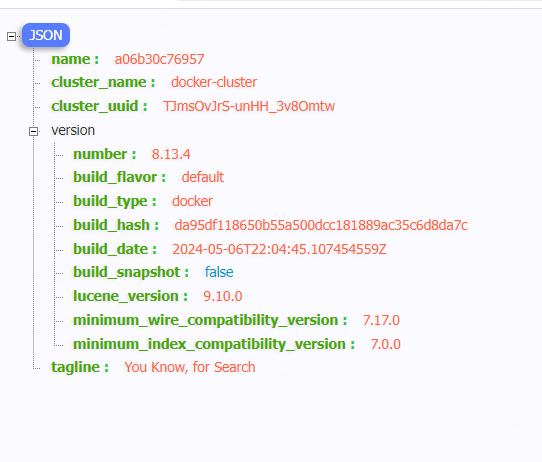 JSON
name : a06b30c76957
cluster_name : docker-cluster
cluster_uuid : TJmsOvJrS-unHH_3v8Omtw
version
number : 8.13.4
build_flavor : default
build_type : docker
build_hash : da95df118650b55a500dcc181889ac35c6d8da7c
build_date : 2024-05-06T22:04:45.107454559Z
build_snapshot : false
lucene_version : 9.10.0
minimum_wire_compatibility_version : 7.17.0
minimum_index_compatibility_version : 7.0.0
tagline : You Know, for Search